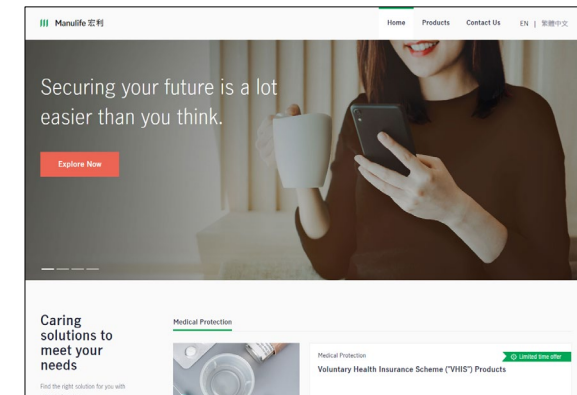 Manulife 宏利
Home Products Contact Us EN | 繁體中文
Securing your future is a lot
easier than you think.
Explore Now
Caring
solutions to
meet your
needs
Find the right solution for you with
Medical Protection
Medical Protection
Limited time offer
Voluntary Health Insurance Scheme ("VHIS") Products